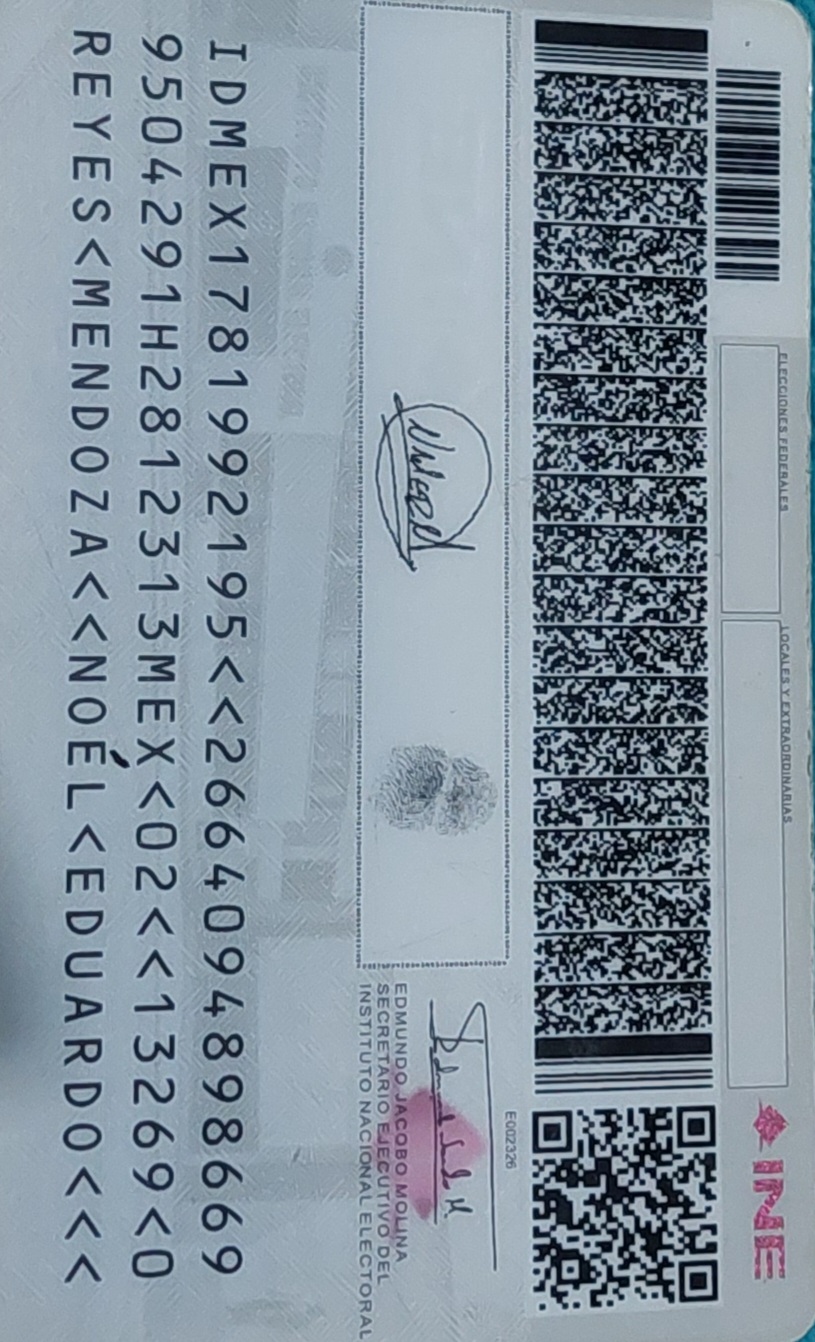 ELECCIONES FEDERALES
LOCALES Y EXTRAORDINARIAS
INE
E002326
EDMUNDO JACOBO MOLINA
SECRETARIO EJECUTIVO DEL
INSTITUTO NACIONAL ELECTORAL
IDMEX1781992195<<2664094898669
9504291H2812313MEX<02<<13269<0
REYES<MENDOZA<<NOÉL<EDUARDO<<<